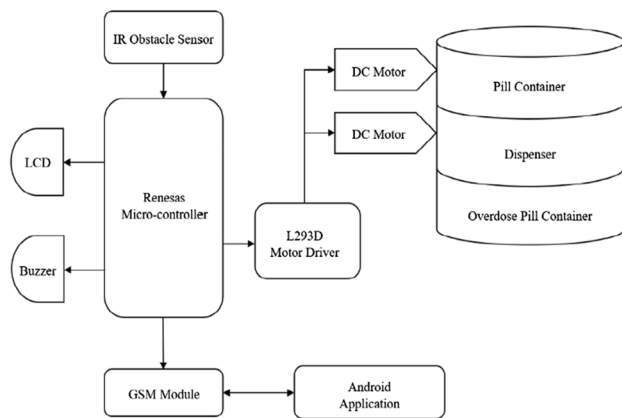 IR Obstacle Sensor
DC Motor
Pill Container
DC Motor
LCD
Dispenser
Renesas
Micro-controller
Overdose Pill Container
L293D
Motor Driver
Buzzer
GSM Module
Android
Application